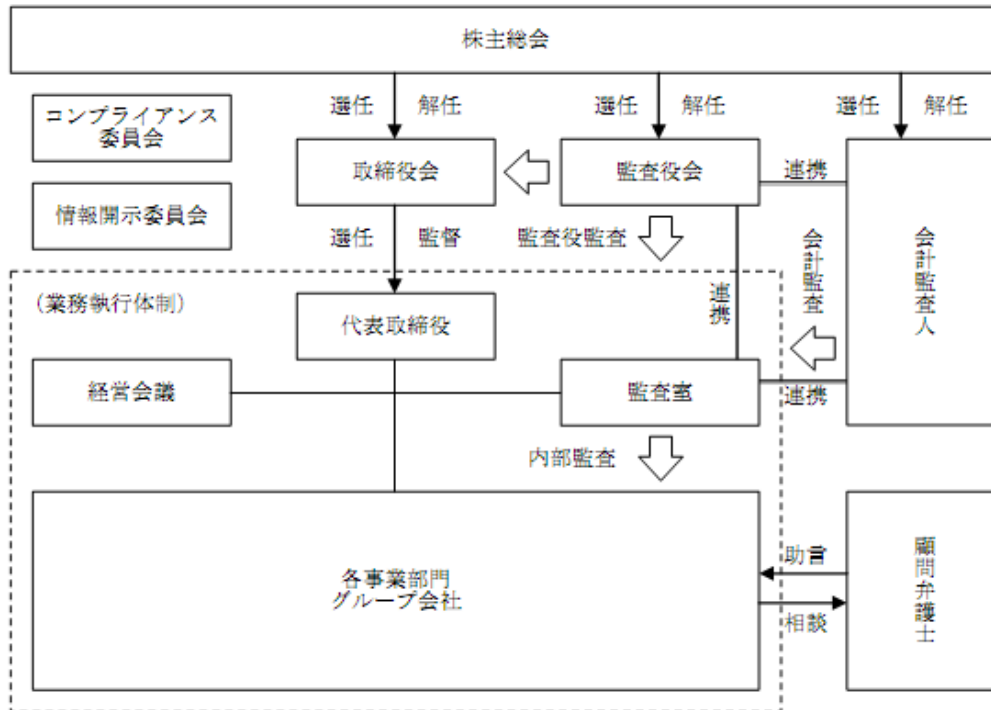 株主総会
選任
解任
選任
解任
選任
解任
コンプライアンス
委員会
取締役会
監査役会
連携
情報開示委員会
選任
監督
監査役監査
会計監査
会計監査人
(業務執行体制)
連携
代表取締役
経営会議
監査室
連携
内部監査
各事業部門
グループ会社
助言
相談
顧問弁護士